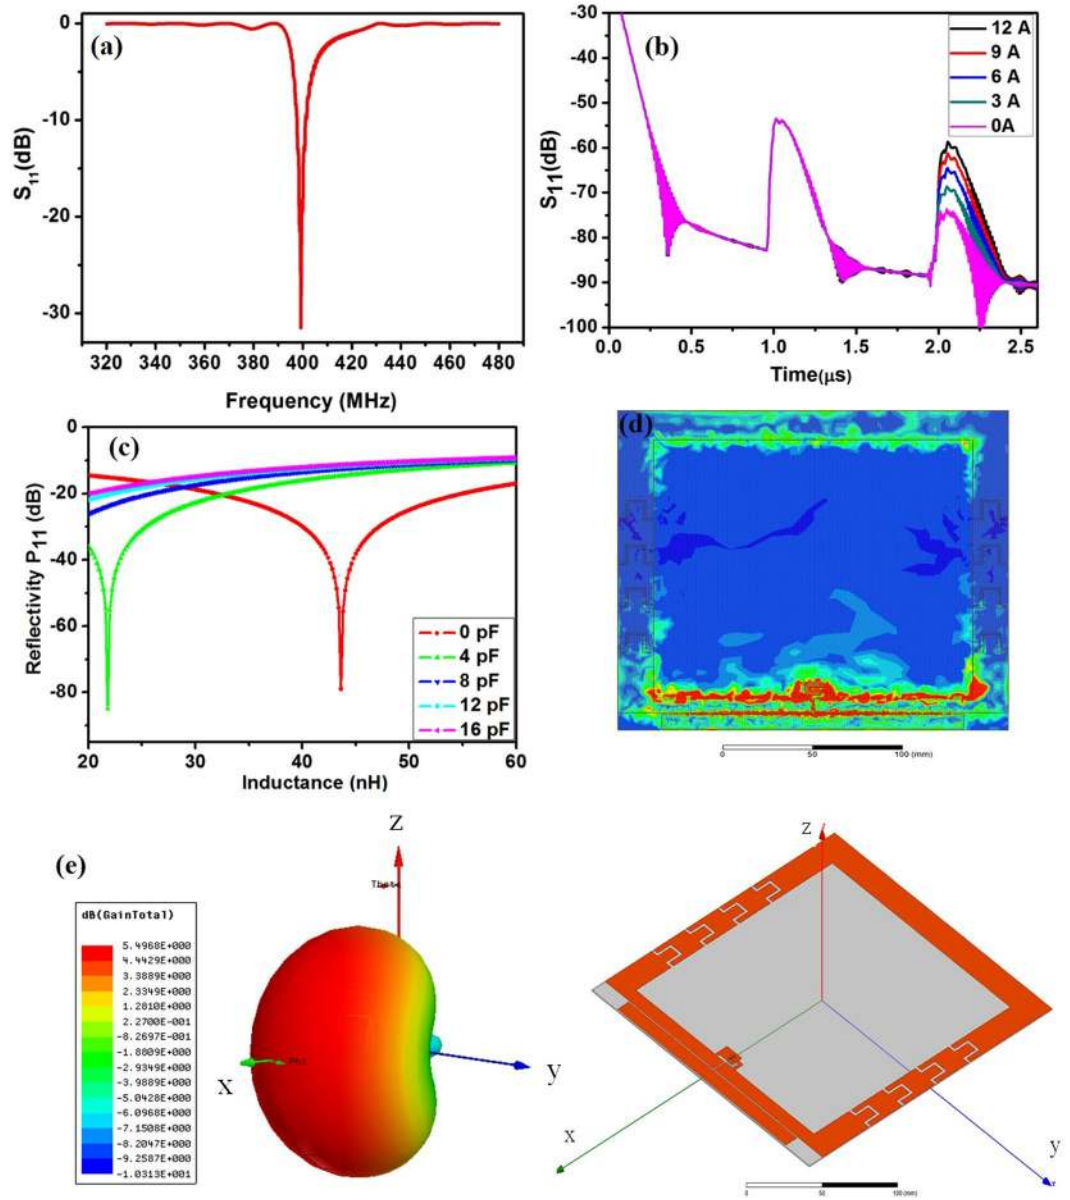 (a)
0
-10
-20
-30
S11(dB)
320 340 360 380 400 420 440 460 480
Frequency (MHz)
(b)
-30
-40
-50
-60
-70
-80
-90
-100
S11(dB)
12 A
9 A
6 A
3 A
0A
0.0 0.5 1.0 1.5 2.0 2.5
Time(μs)
(c)
0
-20
-40
-60
-80
Reflectivity P11 (dB)
0 pF
4 pF
8 pF
12 pF
16 pF
20 30 40 50 60
Inductance (nH)
(d)
0 50 100 (mm)
(e)
dB(GainTotal)
5.4968E+000
4.4429E+000
3.3889E+000
2.3349E+000
1.2810E+000
2.2700E-001
-8.2697E-001
-1.8809E+000
-2.9349E+000
-3.9889E+000
-5.0428E+000
-6.0968E+000
-7.1508E+000
-8.2047E+000
-9.2587E+000
-1.0313E+001
Z
Theta
Phi
X
y
Z
x
y
0 50 100 (mm)